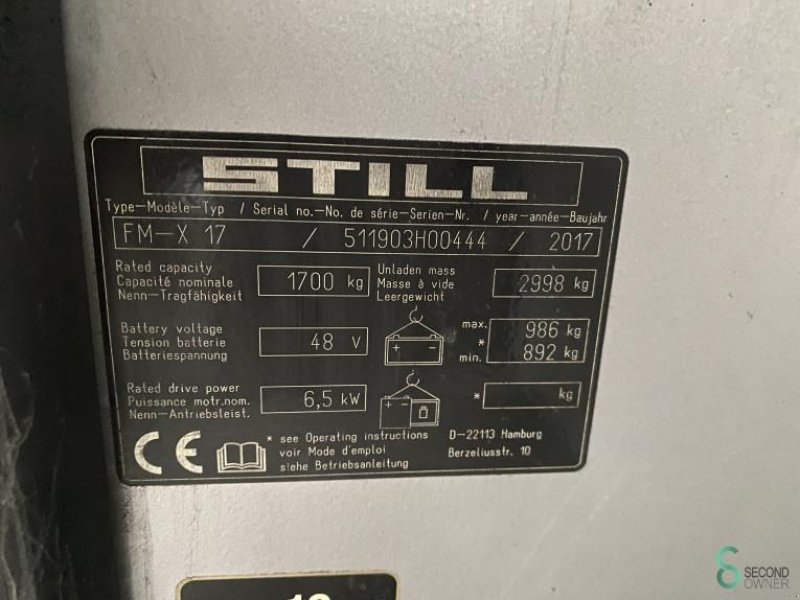 STILL
Type-Modèle-Typ / Serial no.-No. de série-Serien-Nr. / year-année-Baujahr
FM-X 17 / 511903H00444 / 2017
Rated capacity
Capacité nominale
Nenn-Tragfähigkeit
1700 kg
Unladen mass
Masse à vide
Leergewicht
2998 kg
Battery voltage
Tension batterie
Batteriespannung
48 V
max. 986 kg
*
min. 892 kg
Rated drive power
Puissance motr.nom.
Nenn-Antriebsleist.
6,5 kW
* kg
CE
* see Operating instructions
voir Mode d'emploi
siehe Betriebsanleitung
D-22113 Hamburg
Berzeliusstr. 10
SECOND
OWNER